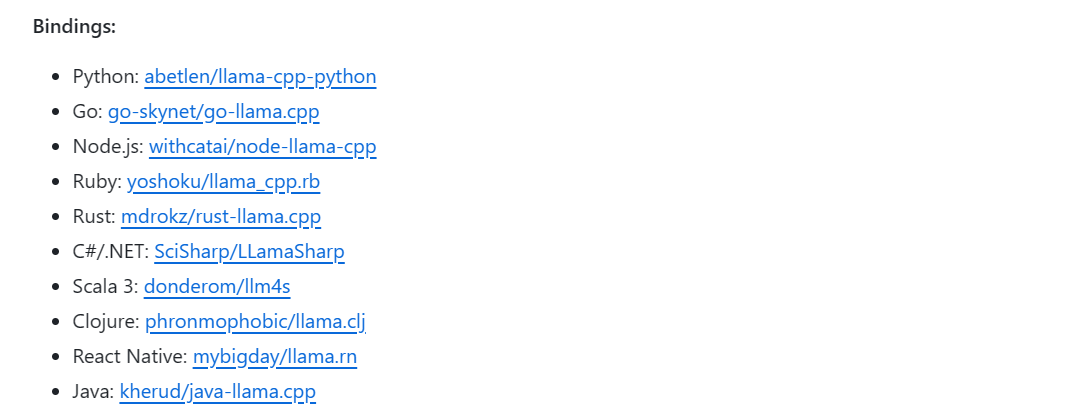 Bindings:
Python: abetlen/llama-cpp-python
Go: go-skynet/go-llama.cpp
Node.js: withcatai/node-llama-cpp
Ruby: yoshoku/llama_cpp.rb
Rust: mdrokz/rust-llama.cpp
C#/.NET: SciSharp/LLamaSharp
Scala 3: donderom/llm4s
Clojure: phronmophobic/llama.clj
React Native: mybigday/llama.rn
Java: kherud/java-llama.cpp